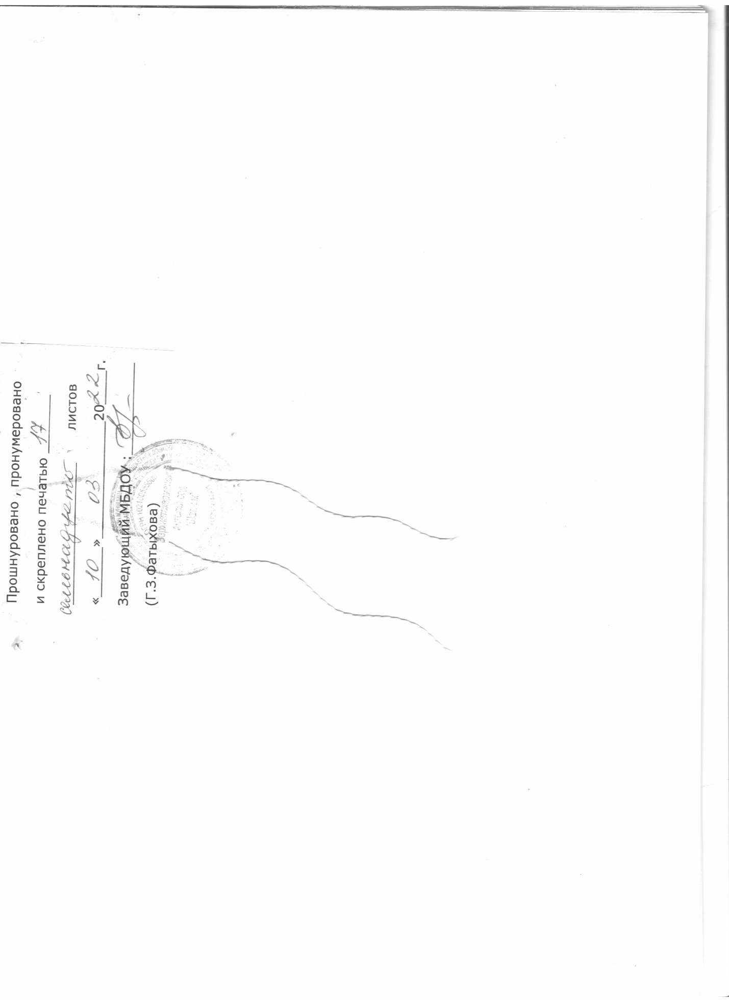 Прошнуровано , пронумеровано
и скреплено печатью 17
семнадцать листов
« 10 » 03 2022 г.
Заведующий МБДОУ :
(Г.З.Фатыхова)